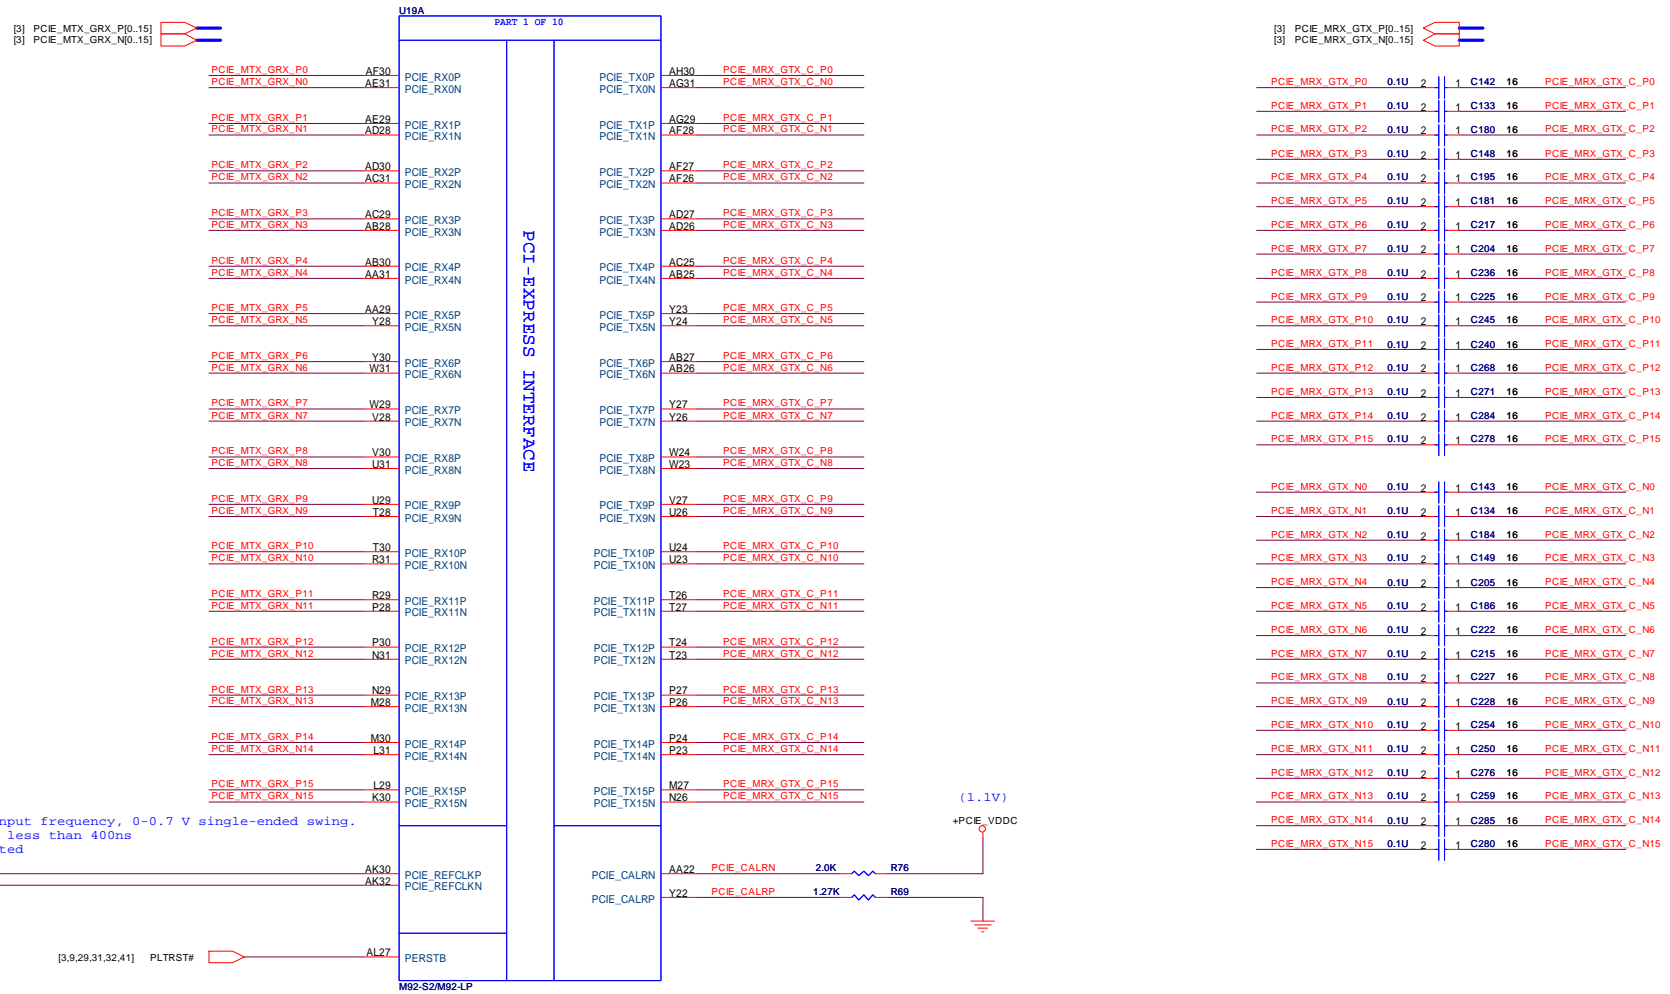 U19A
PART 1 OF 10
[3] PCIE_MTX_GRX_P[0..15]
[3] PCIE_MTX_GRX_N[0..15]
[3] PCIE_MRX_GTX_P[0..15]
[3] PCIE_MRX_GTX_N[0..15]
PCIE_MTX_GRX_P0 AF30 PCIE_RX0P PCIE_TX0P AH30 PCIE_MRX_GTX_C_P0
PCIE_MTX_GRX_N0 AE31 PCIE_RX0N PCIE_TX0N AG31 PCIE_MRX_GTX_C_N0
PCIE_MTX_GRX_P1 AE29 PCIE_RX1P PCIE_TX1P AG29 PCIE_MRX_GTX_C_P1
PCIE_MTX_GRX_N1 AD28 PCIE_RX1N PCIE_TX1N AF28 PCIE_MRX_GTX_C_N1
PCIE_MTX_GRX_P2 AD30 PCIE_RX2P PCIE_TX2P AF27 PCIE_MRX_GTX_C_P2
PCIE_MTX_GRX_N2 AC31 PCIE_RX2N PCIE_TX2N AF26 PCIE_MRX_GTX_C_N2
PCIE_MTX_GRX_P3 AC29 PCIE_RX3P PCIE_TX3P AD27 PCIE_MRX_GTX_C_P3
PCIE_MTX_GRX_N3 AB28 PCIE_RX3N PCIE_TX3N AD26 PCIE_MRX_GTX_C_N3
PCIE_MTX_GRX_P4 AB30 PCIE_RX4P PCIE_TX4P AC25 PCIE_MRX_GTX_C_P4
PCIE_MTX_GRX_N4 AA31 PCIE_RX4N PCIE_TX4N AB25 PCIE_MRX_GTX_C_N4
PCIE_MTX_GRX_P5 AA29 PCIE_RX5P PCIE_TX5P Y23 PCIE_MRX_GTX_C_P5
PCIE_MTX_GRX_N5 Y28 PCIE_RX5N PCIE_TX5N Y24 PCIE_MRX_GTX_C_N5
PCIE_MTX_GRX_P6 Y30 PCIE_RX6P PCIE_TX6P AB27 PCIE_MRX_GTX_C_P6
PCIE_MTX_GRX_N6 W31 PCIE_RX6N PCIE_TX6N AB26 PCIE_MRX_GTX_C_N6
PCIE_MTX_GRX_P7 W29 PCIE_RX7P PCIE_TX7P Y27 PCIE_MRX_GTX_C_P7
PCIE_MTX_GRX_N7 V28 PCIE_RX7N PCIE_TX7N Y26 PCIE_MRX_GTX_C_N7
PCIE_MTX_GRX_P8 V30 PCIE_RX8P PCIE_TX8P W24 PCIE_MRX_GTX_C_P8
PCIE_MTX_GRX_N8 U31 PCIE_RX8N PCIE_TX8N W23 PCIE_MRX_GTX_C_N8
PCIE_MTX_GRX_P9 U29 PCIE_RX9P PCIE_TX9P V27 PCIE_MRX_GTX_C_P9
PCIE_MTX_GRX_N9 T28 PCIE_RX9N PCIE_TX9N U26 PCIE_MRX_GTX_C_N9
PCIE_MTX_GRX_P10 T30 PCIE_RX10P PCIE_TX10P U24 PCIE_MRX_GTX_C_P10
PCIE_MTX_GRX_N10 R31 PCIE_RX10N PCIE_TX10N U23 PCIE_MRX_GTX_C_N10
PCIE_MTX_GRX_P11 R29 PCIE_RX11P PCIE_TX11P T26 PCIE_MRX_GTX_C_P11
PCIE_MTX_GRX_N11 P28 PCIE_RX11N PCIE_TX11N T27 PCIE_MRX_GTX_C_N11
PCIE_MTX_GRX_P12 P30 PCIE_RX12P PCIE_TX12P T24 PCIE_MRX_GTX_C_P12
PCIE_MTX_GRX_N12 N31 PCIE_RX12N PCIE_TX12N T23 PCIE_MRX_GTX_C_N12
PCIE_MTX_GRX_P13 N29 PCIE_RX13P PCIE_TX13P P27 PCIE_MRX_GTX_C_P13
PCIE_MTX_GRX_N13 M28 PCIE_RX13N PCIE_TX13N P26 PCIE_MRX_GTX_C_N13
PCIE_MTX_GRX_P14 M30 PCIE_RX14P PCIE_TX14P P24 PCIE_MRX_GTX_C_P14
PCIE_MTX_GRX_N14 L31 PCIE_RX14N PCIE_TX14N P23 PCIE_MRX_GTX_C_N14
PCIE_MTX_GRX_P15 L29 PCIE_RX15P PCIE_TX15P M27 PCIE_MRX_GTX_C_P15
PCIE_MTX_GRX_N15 K30 PCIE_RX15N PCIE_TX15N N26 PCIE_MRX_GTX_C_N15
PCI-EXPRESS INTERFACE
nput frequency, 0-0.7 V single-ended swing.
less than 400ns
ted
(1.1V)
+PCIE_VDDC
AK30 PCIE_REFCLKP PCIE_CALRN AA22 PCIE_CALRN 2.0K R76
AK32 PCIE_REFCLKN
PCIE_CALRP Y22 PCIE_CALRP 1.27K R69
[3,9,29,31,32,41] PLTRST# AL27 PERSTB
M92-S2/M92-LP
PCIE_MRX_GTX_P0 0.1U 2 1 C142 16 PCIE_MRX_GTX_C_P0
PCIE_MRX_GTX_P1 0.1U 2 1 C133 16 PCIE_MRX_GTX_C_P1
PCIE_MRX_GTX_P2 0.1U 2 1 C180 16 PCIE_MRX_GTX_C_P2
PCIE_MRX_GTX_P3 0.1U 2 1 C148 16 PCIE_MRX_GTX_C_P3
PCIE_MRX_GTX_P4 0.1U 2 1 C195 16 PCIE_MRX_GTX_C_P4
PCIE_MRX_GTX_P5 0.1U 2 1 C181 16 PCIE_MRX_GTX_C_P5
PCIE_MRX_GTX_P6 0.1U 2 1 C217 16 PCIE_MRX_GTX_C_P6
PCIE_MRX_GTX_P7 0.1U 2 1 C204 16 PCIE_MRX_GTX_C_P7
PCIE_MRX_GTX_P8 0.1U 2 1 C236 16 PCIE_MRX_GTX_C_P8
PCIE_MRX_GTX_P9 0.1U 2 1 C225 16 PCIE_MRX_GTX_C_P9
PCIE_MRX_GTX_P10 0.1U 2 1 C245 16 PCIE_MRX_GTX_C_P10
PCIE_MRX_GTX_P11 0.1U 2 1 C240 16 PCIE_MRX_GTX_C_P11
PCIE_MRX_GTX_P12 0.1U 2 1 C268 16 PCIE_MRX_GTX_C_P12
PCIE_MRX_GTX_P13 0.1U 2 1 C271 16 PCIE_MRX_GTX_C_P13
PCIE_MRX_GTX_P14 0.1U 2 1 C284 16 PCIE_MRX_GTX_C_P14
PCIE_MRX_GTX_P15 0.1U 2 1 C278 16 PCIE_MRX_GTX_C_P15
PCIE_MRX_GTX_N0 0.1U 2 1 C143 16 PCIE_MRX_GTX_C_N0
PCIE_MRX_GTX_N1 0.1U 2 1 C134 16 PCIE_MRX_GTX_C_N1
PCIE_MRX_GTX_N2 0.1U 2 1 C184 16 PCIE_MRX_GTX_C_N2
PCIE_MRX_GTX_N3 0.1U 2 1 C149 16 PCIE_MRX_GTX_C_N3
PCIE_MRX_GTX_N4 0.1U 2 1 C205 16 PCIE_MRX_GTX_C_N4
PCIE_MRX_GTX_N5 0.1U 2 1 C186 16 PCIE_MRX_GTX_C_N5
PCIE_MRX_GTX_N6 0.1U 2 1 C222 16 PCIE_MRX_GTX_C_N6
PCIE_MRX_GTX_N7 0.1U 2 1 C215 16 PCIE_MRX_GTX_C_N7
PCIE_MRX_GTX_N8 0.1U 2 1 C227 16 PCIE_MRX_GTX_C_N8
PCIE_MRX_GTX_N9 0.1U 2 1 C228 16 PCIE_MRX_GTX_C_N9
PCIE_MRX_GTX_N10 0.1U 2 1 C254 16 PCIE_MRX_GTX_C_N10
PCIE_MRX_GTX_N11 0.1U 2 1 C250 16 PCIE_MRX_GTX_C_N11
PCIE_MRX_GTX_N12 0.1U 2 1 C276 16 PCIE_MRX_GTX_C_N12
PCIE_MRX_GTX_N13 0.1U 2 1 C259 16 PCIE_MRX_GTX_C_N13
PCIE_MRX_GTX_N14 0.1U 2 1 C285 16 PCIE_MRX_GTX_C_N14
PCIE_MRX_GTX_N15 0.1U 2 1 C280 16 PCIE_MRX_GTX_C_N15